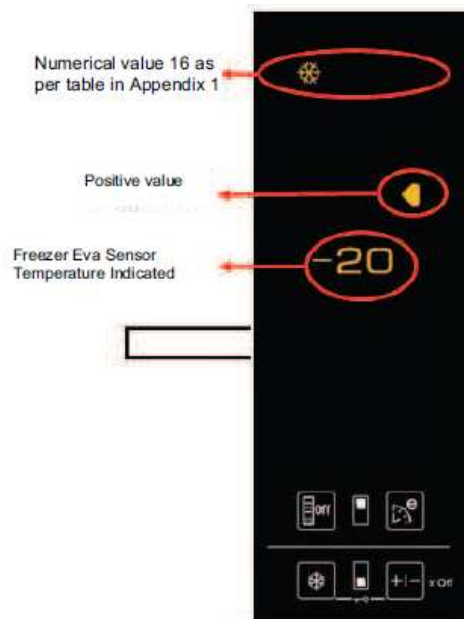 Numerical value 16 as
per table in Appendix 1
Positive value
Freezer Eva Sensor
Temperature Indicated
-20
off
+|- x Off